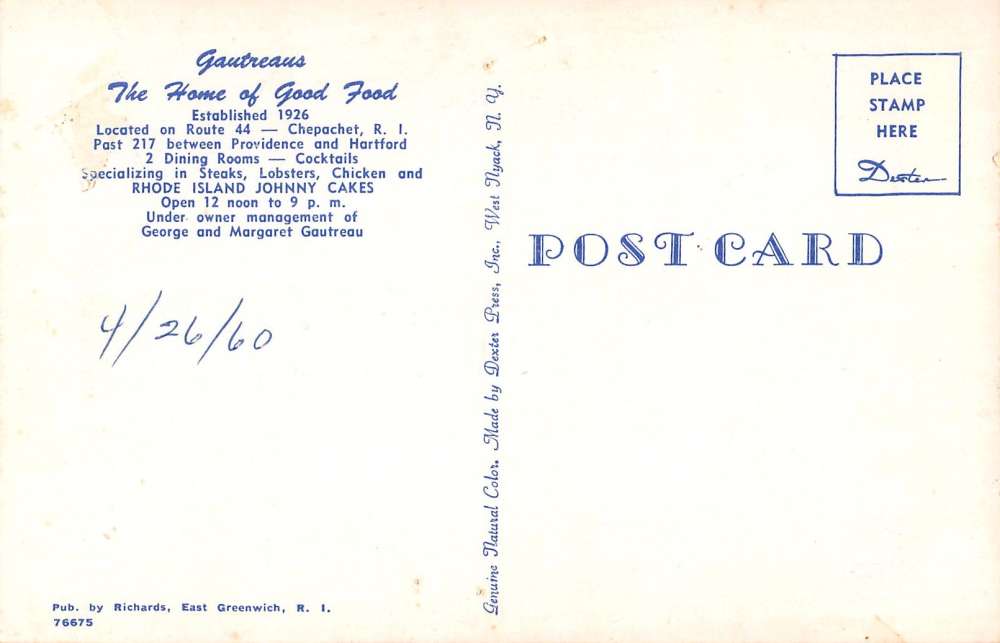 Gautreaus
The Home of Good Food
Established 1926
Located on Route 44 — Chepachet, R. I.
Past 217 between Providence and Hartford
2 Dining Rooms — Cocktails
Specializing in Steaks, Lobsters, Chicken and
RHODE ISLAND JOHNNY CAKES
Open 12 noon to 9 p. m.
Under owner management of
George and Margaret Gautreau
4/26/60
Pub. by Richards, East Greenwich, R. I.
76675
Genuine Natural Color. Made by Dexter Press, Inc., West Nyack, N. Y.
PLACE
STAMP
HERE
Dexter
POST CARD